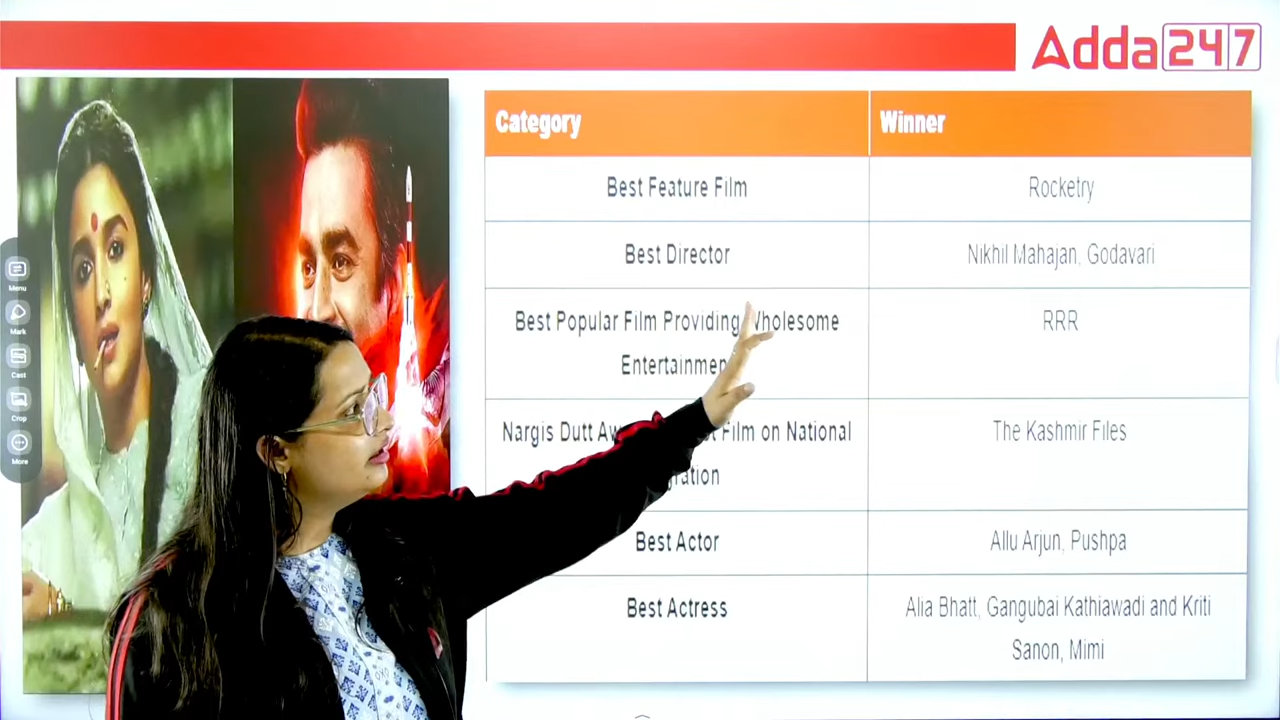 Adda247
Category
Winner
Best Feature Film
Rocketry
Best Director
Nikhil Mahajan, Godavari
Best Popular Film Providing Wholesome
Entertainment
RRR
Nargis Dutt Film on National
The Kashmir Files
Best Actor
Allu Arjun, Pushpa
Best Actress
Alia Bhatt, Gangubai Kathiawadi and Kriti
Sanon, Mimi
Menu
Mark
Cast
Crop
More